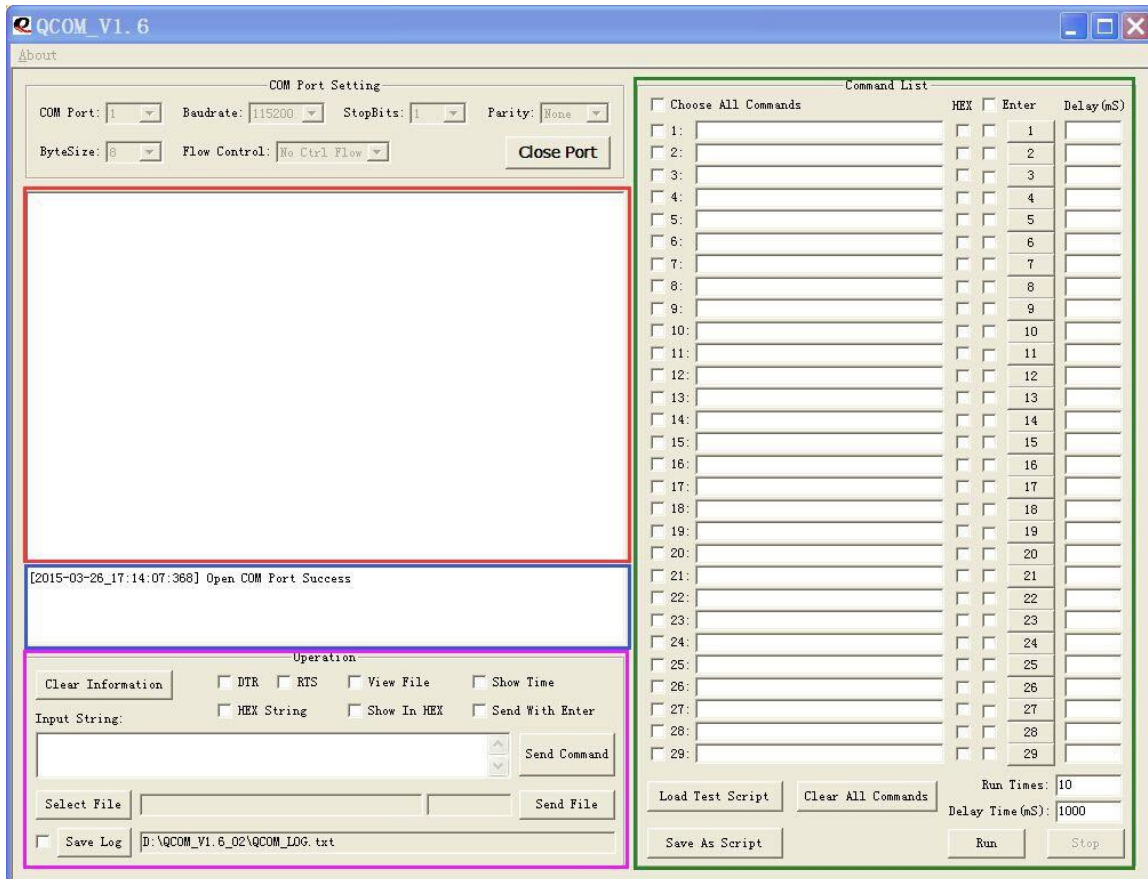 QCOM_V1.6
About
COM Port Setting
COM Port: 1 Baudrate: 115200 StopBits: 1 Parity: None
ByteSize: 8 Flow Control: No Ctrl Flow Close Port
[2015-03-26_17:14:07:368] Open COM Port Success
Operation
Clear Information DTR RTS View File Show Time
HEX String Show In HEX Send With Enter
Input String:
Send Command
Select File Send File
Save Log D:\QCOM_V1.6_02\QCOM_LOG.txt
Command List
Choose All Commands HEX Enter Delay(mS)
1: 1
2: 2
3: 3
4: 4
5: 5
6: 6
7: 7
8: 8
9: 9
10: 10
11: 11
12: 12
13: 13
14: 14
15: 15
16: 16
17: 17
18: 18
19: 19
20: 20
21: 21
22: 22
23: 23
24: 24
25: 25
26: 26
27: 27
28: 28
29: 29
Load Test Script Clear All Commands Run Times: 10
Delay Time(mS): 1000
Save As Script Run Stop